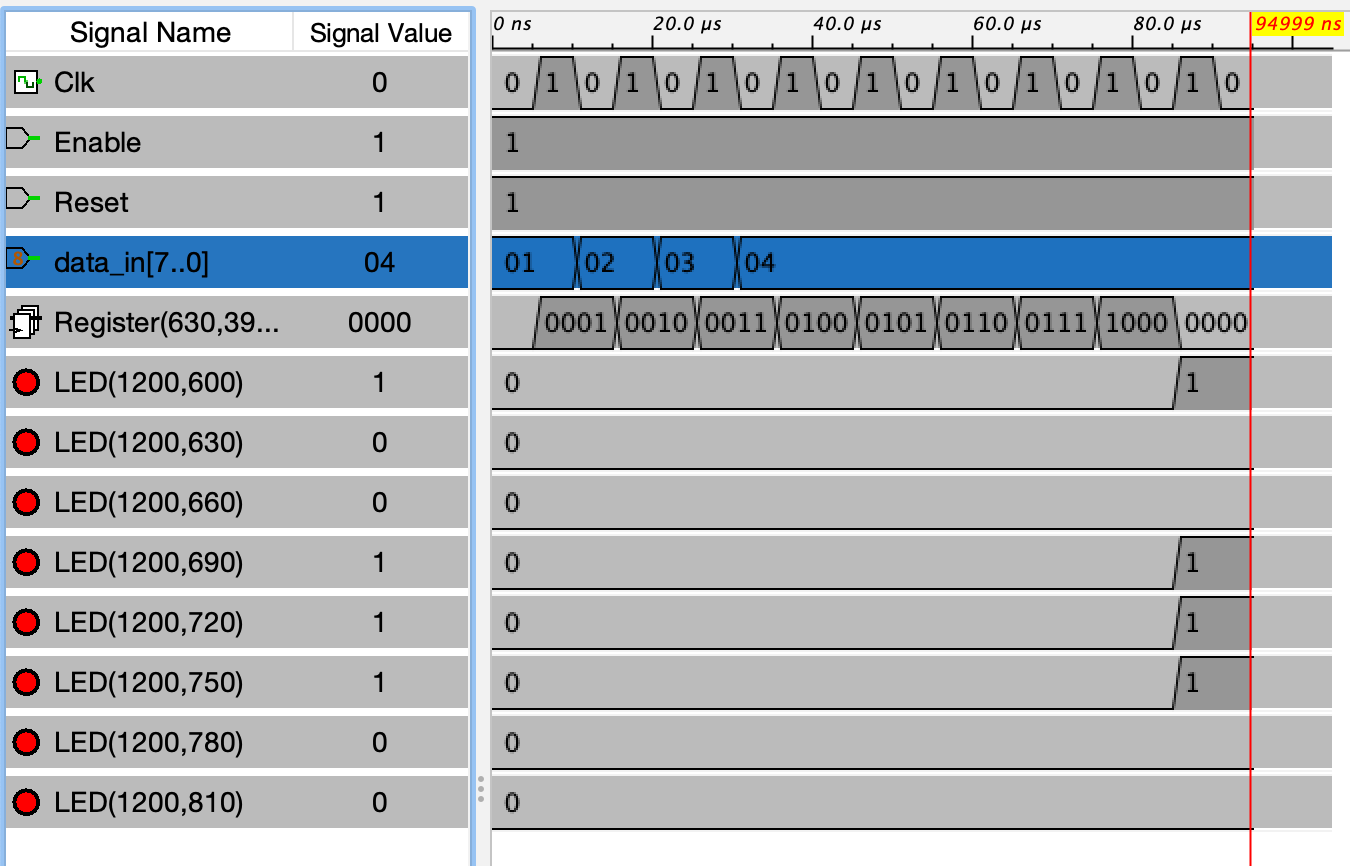 Signal Name Signal Value 0 ns 20.0 µs 40.0 µs 60.0 µs 80.0 µs 94999 ns
Clk 0 0 1 0 1 0 1 0 1 0 1 0 1 0 1 0 1 0 1 0
Enable 1 1
Reset 1 1
8 data_in[7..0] 04 01 02 03 04
Register(630,39... 0000 0001 0010 0011 0100 0101 0110 0111 1000 0000
LED(1200,600) 1 0 1
LED(1200,630) 0 0
LED(1200,660) 0 0
LED(1200,690) 1 0 1
LED(1200,720) 1 0 1
LED(1200,750) 1 0 1
LED(1200,780) 0 0
LED(1200,810) 0 0